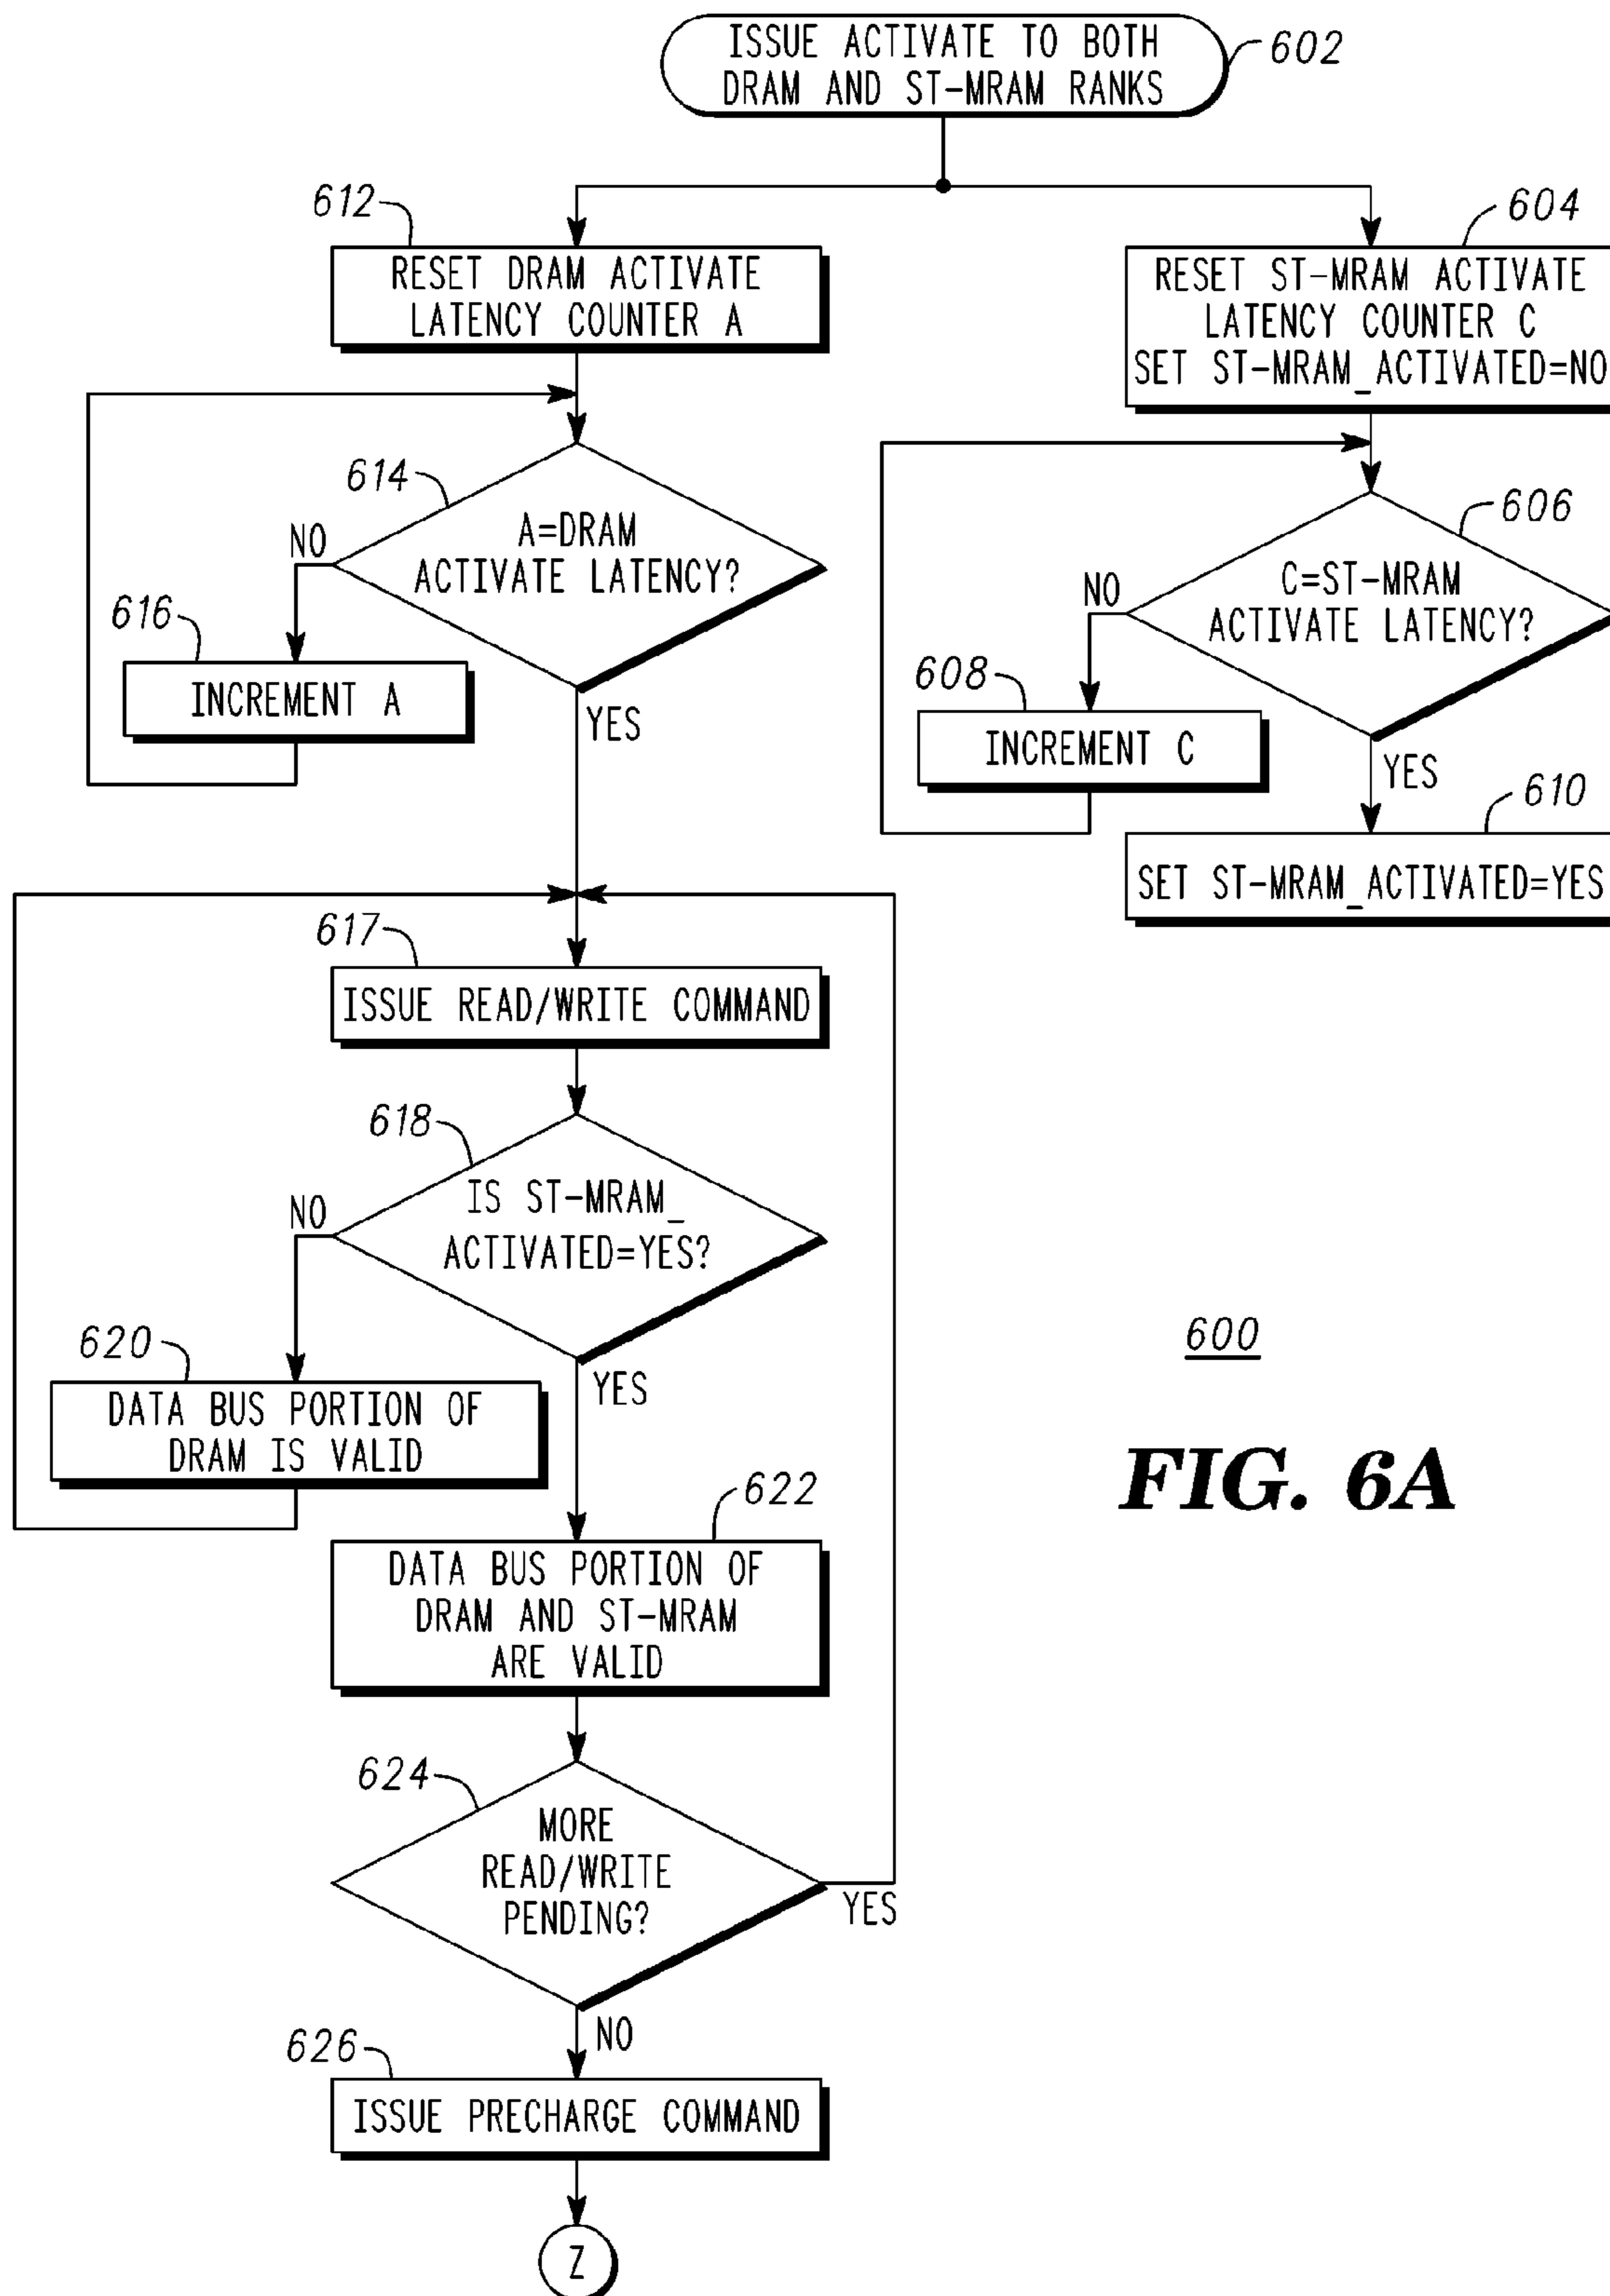 ISSUE ACTIVATE TO BOTH
DRAM AND ST-MRAM RANKS
602
612
RESET DRAM ACTIVATE
LATENCY COUNTER A
604
RESET ST-MRAM ACTIVATE
LATENCY COUNTER C
SET ST-MRAM_ACTIVATED=NO
614
A=DRAM
ACTIVATE LATENCY?
NO
YES
616
INCREMENT A
606
C=ST-MRAM
ACTIVATE LATENCY?
NO
YES
608
INCREMENT C
610
SET ST-MRAM_ACTIVATED=YES
617
ISSUE READ/WRITE COMMAND
618
IS ST-MRAM_
ACTIVATED=YES?
NO
YES
620
DATA BUS PORTION OF
DRAM IS VALID
622
DATA BUS PORTION OF
DRAM AND ST-MRAM
ARE VALID
624
MORE
READ/WRITE
PENDING?
YES
NO
626
ISSUE PRECHARGE COMMAND
Z
600
FIG. 6A